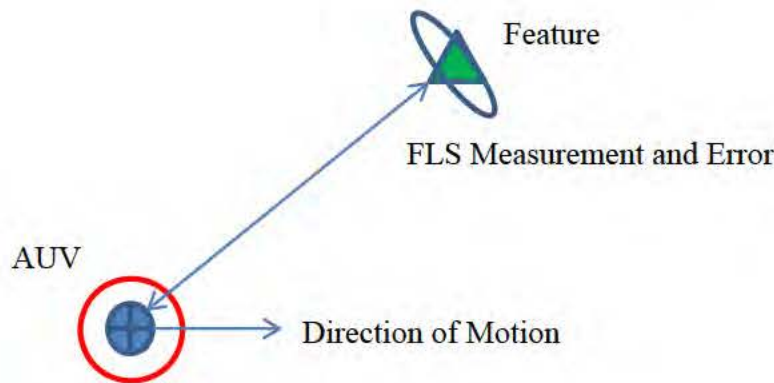 Feature
FLS Measurement and Error
AUV
Direction of Motion